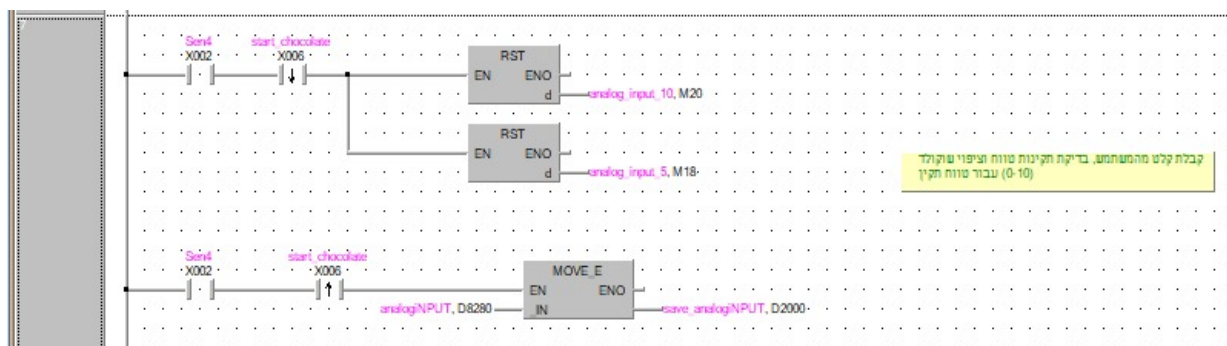 7
Sen4 start_chocolate
X002 X006
RST
EN ENO
d analog_input_10, M20
RST
EN ENO
d analog_input_5, M18
קבלת קלט מהמשתמש, בדיקת תקינות טווח וציפוי שוקולד
(0-10) עבור טווח תקין
Sen4 start_chocolate
X002 X006
MOVE_E
EN ENO
analogiNPUT, D8280 _IN save_analogiNPUT, D2000